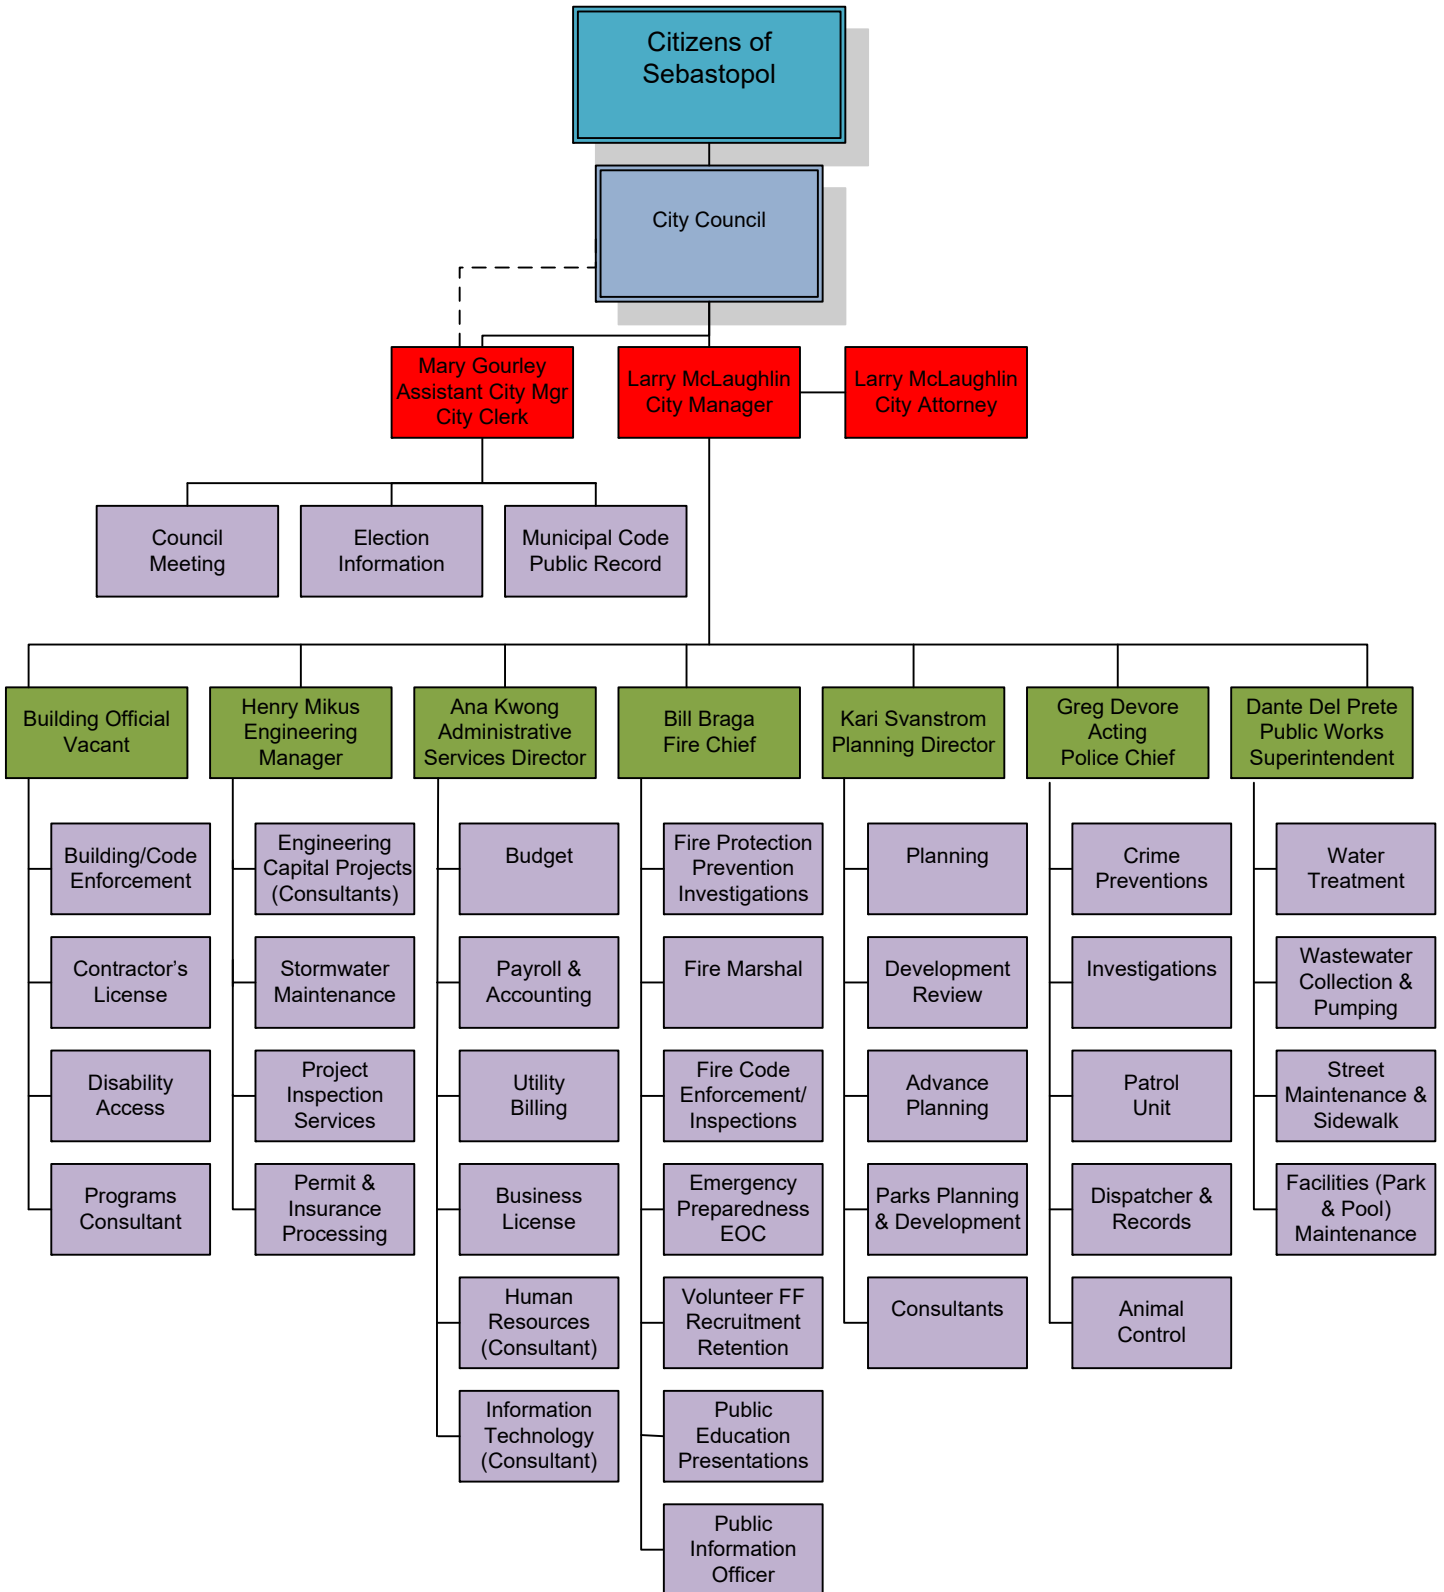 Citizens of
Sebastopol
City Council
Mary Gourley
Assistant City Mgr
City Clerk
Larry McLaughlin
City Manager
Larry McLaughlin
City Attorney
Council
Meeting
Election
Information
Municipal Code
Public Record
Building Official
Vacant
Henry Mikus
Engineering
Manager
Ana Kwong
Administrative
Services Director
Bill Braga
Fire Chief
Kari Svanstrom
Planning Director
Greg Devore
Acting
Police Chief
Dante Del Prete
Public Works
Superintendent
Building/Code
Enforcement
Contractor’s
License
Disability
Access
Programs
Consultant
Engineering
Capital Projects
(Consultants)
Stormwater
Maintenance
Project
Inspection
Services
Permit &
Insurance
Processing
Budget
Payroll &
Accounting
Utility
Billing
Business
License
Human
Resources
(Consultant)
Information
Technology
(Consultant)
Fire Protection
Prevention
Investigations
Fire Marshal
Fire Code
Enforcement/
Inspections
Emergency
Preparedness
EOC
Volunteer FF
Recruitment
Retention
Public
Education
Presentations
Public
Information
Officer
Planning
Development
Review
Advance
Planning
Parks Planning
& Development
Consultants
Crime
Preventions
Investigations
Patrol
Unit
Dispatcher &
Records
Animal
Control
Water
Treatment
Wastewater
Collection &
Pumping
Street
Maintenance &
Sidewalk
Facilities (Park
& Pool)
Maintenance